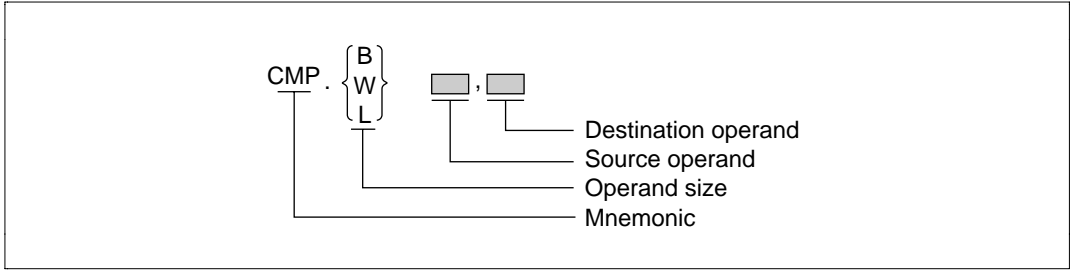 B
CMP . { W } ,
L
Destination operand
Source operand
Operand size
Mnemonic